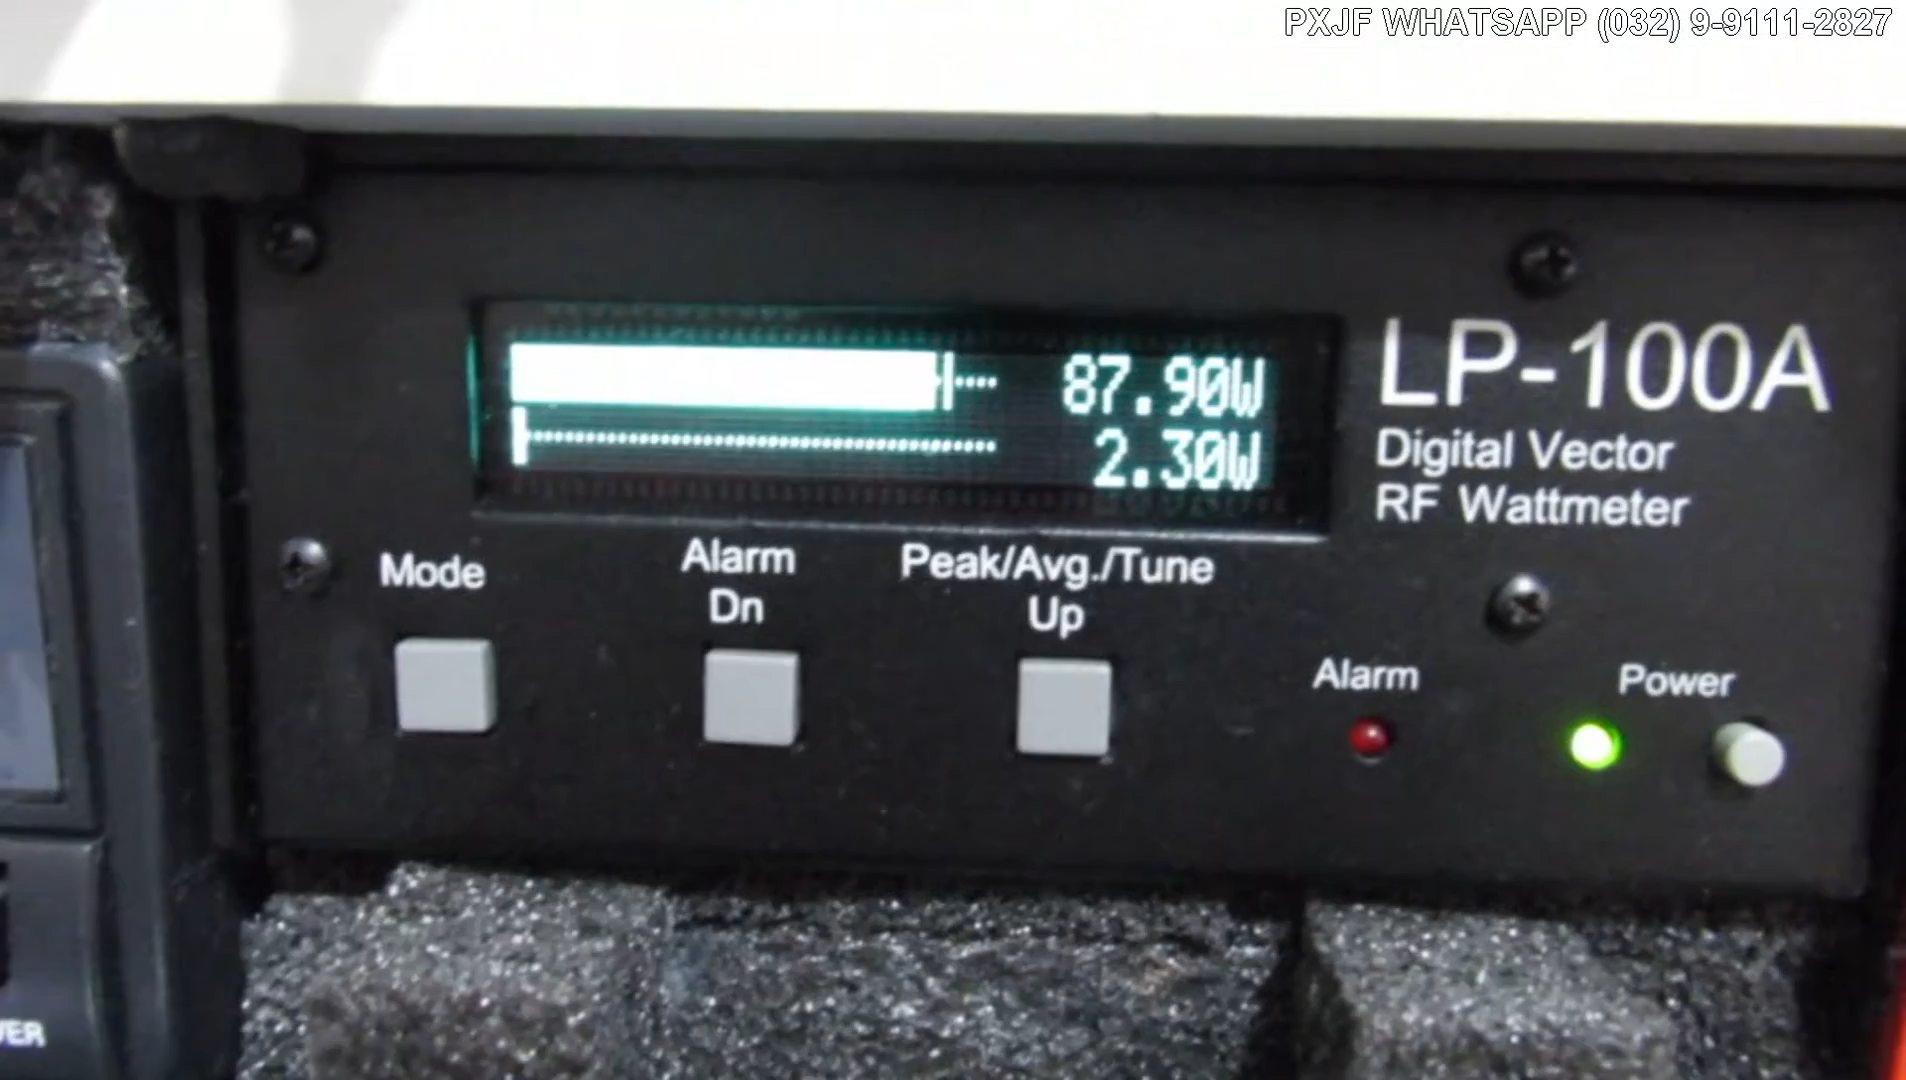 PXJF WHATSAPP (032) 9-9111-2827
87.90W
2.30W
LP-100A
Digital Vector
RF Wattmeter
Mode
Alarm
Dn
Peak/Avg./Tune
Up
Alarm
Power